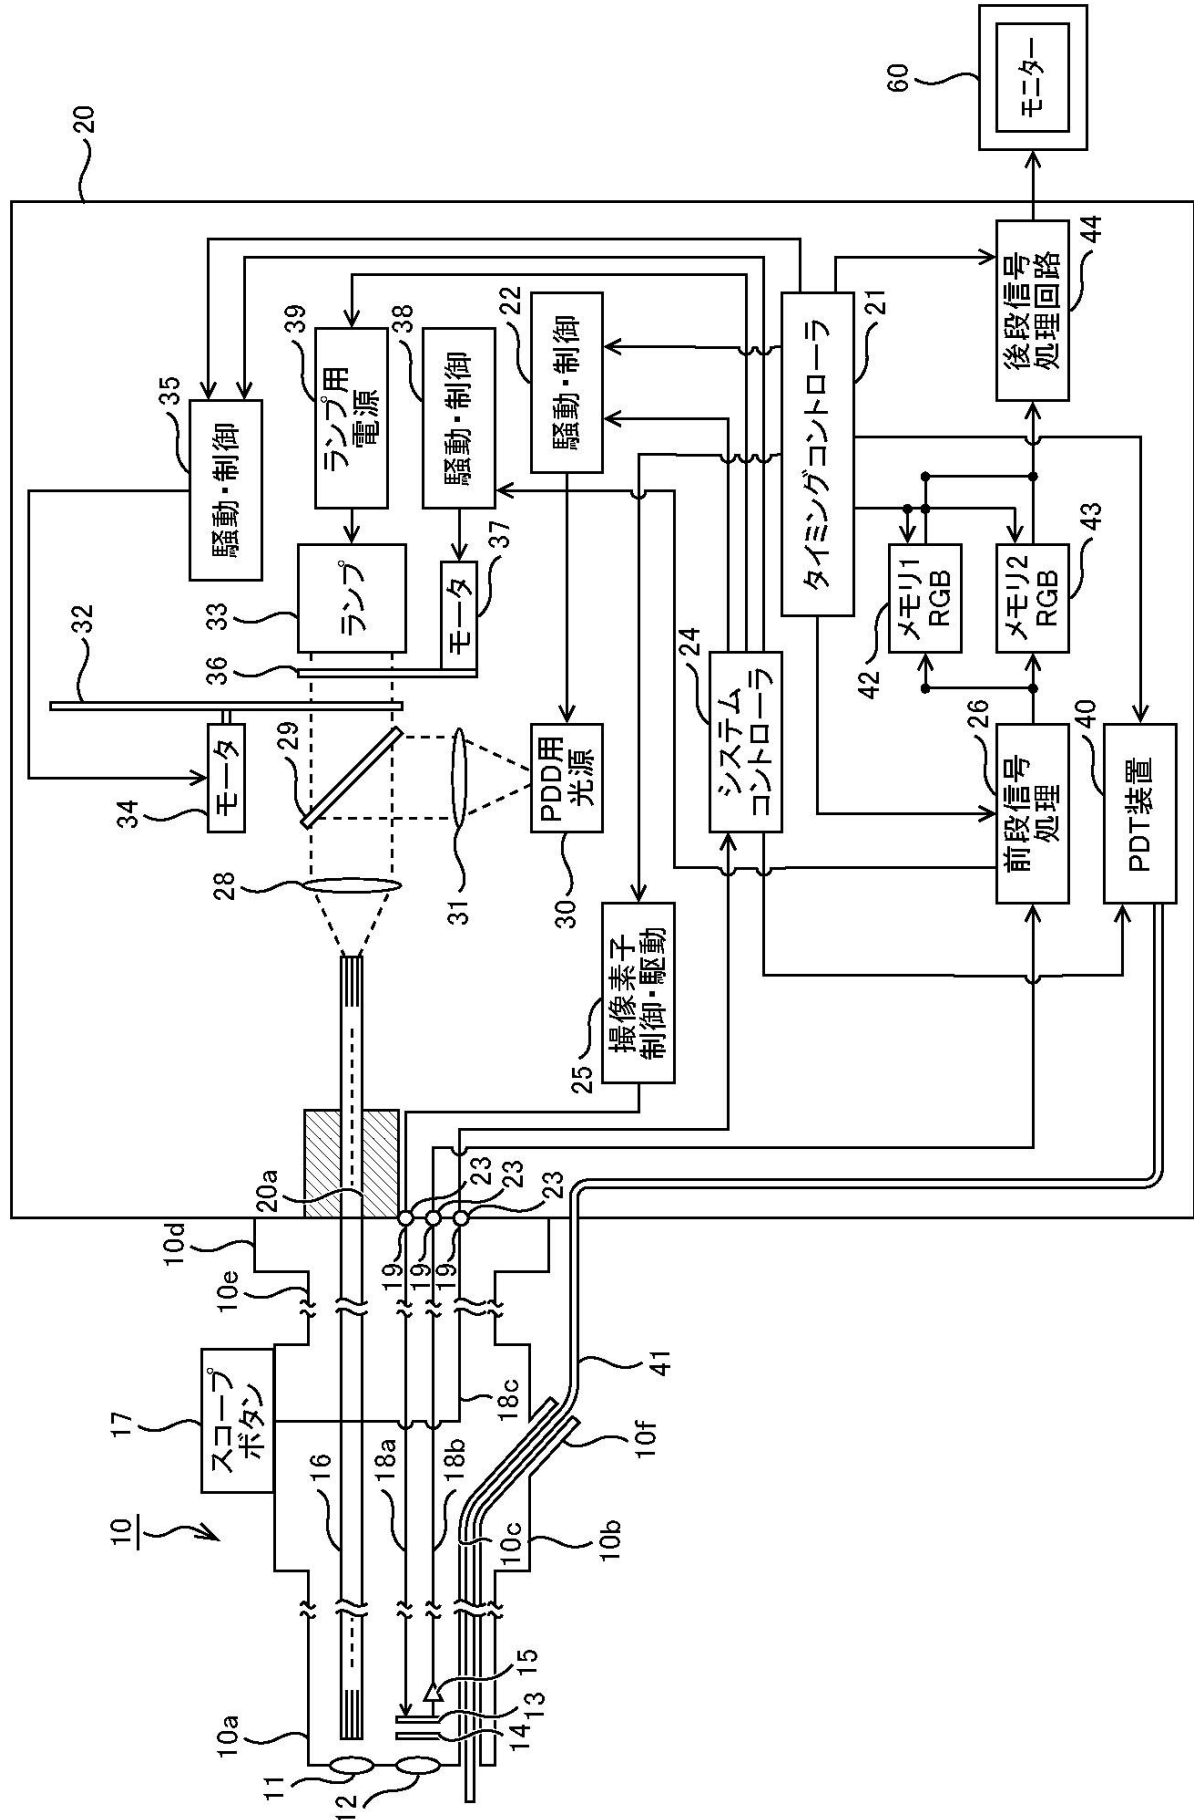 10
17
スコープ
ボタン
10a
10e
10d
20a
16
34
モータ
32
35
騒動・制御
20
28
29
36
33
ランプ
39
ランプ用
電源
38
騒動・制御
37
モータ
31
30
PDD用
光源
22
騒動・制御
11
12
14
13
15
18a
18b
18c
19
19
19
23
23
23
25
撮像素子
制御・駆動
24
システム
コントローラ
21
タイミングコントローラ
10c
10b
10f
41
26
前段信号
処理
42
メモリ1
RGB
43
メモリ2
RGB
44
後段信号
処理回路
60
モニター
40
PDT装置